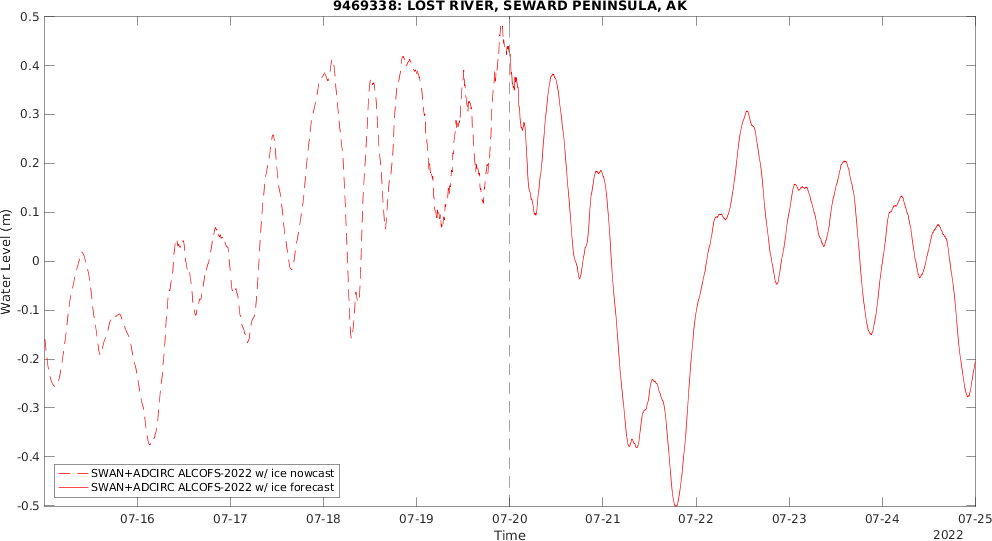 9469338: LOST RIVER, SEWARD PENINSULA, AK
Water Level (m)
0.5
0.4
0.3
0.2
0.1
0
-0.1
-0.2
-0.3
-0.4
-0.5
SWAN+ADCIRC ALCOFS-2022 w/ ice nowcast
SWAN+ADCIRC ALCOFS-2022 w/ ice forecast
07-16 07-17 07-18 07-19 07-20 07-21 07-22 07-23 07-24 07-25
Time
2022